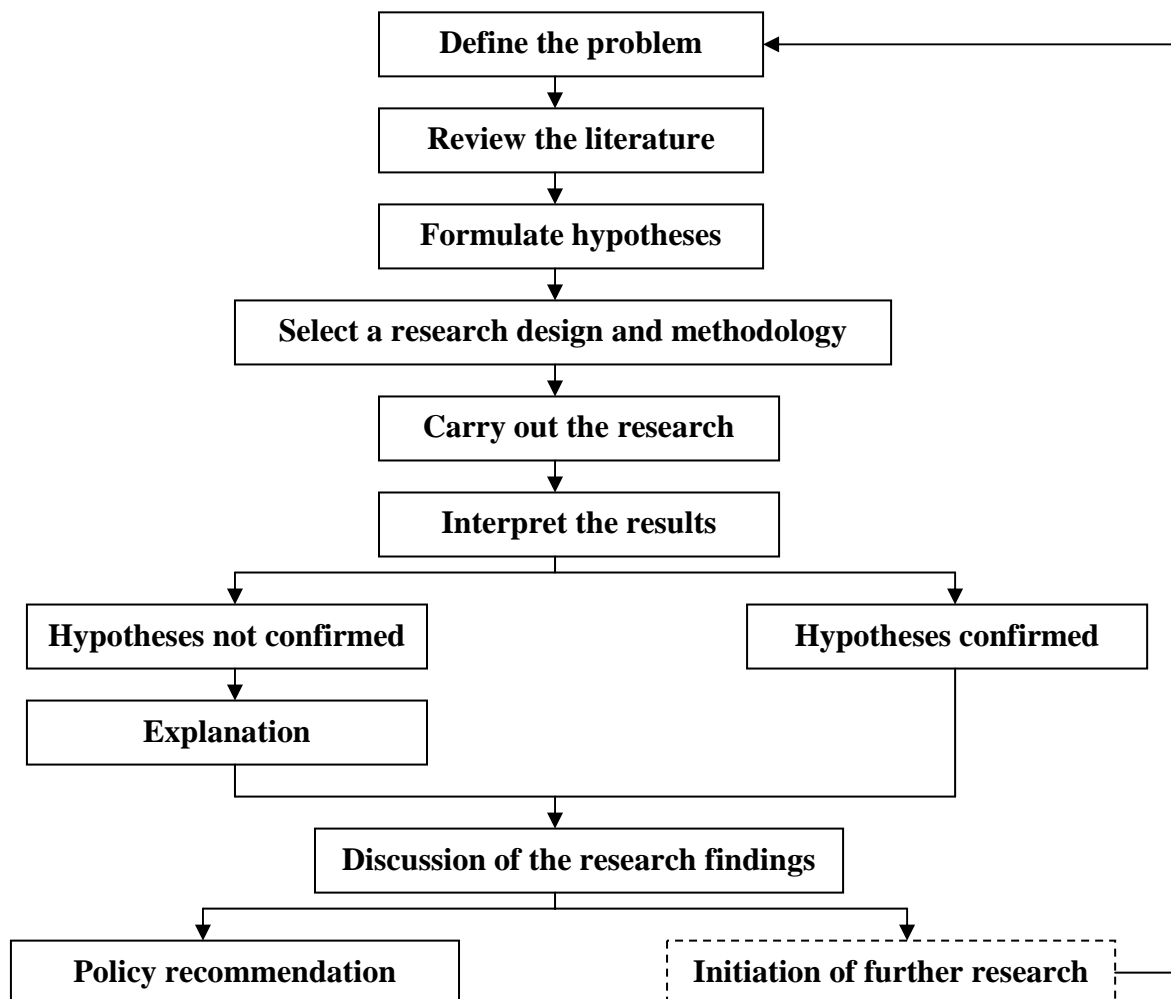 Define the problem
Review the literature
Formulate hypotheses
Select a research design and methodology
Carry out the research
Interpret the results
Hypotheses not confirmed
Hypotheses confirmed
Explanation
Discussion of the research findings
Policy recommendation
Initiation of further research